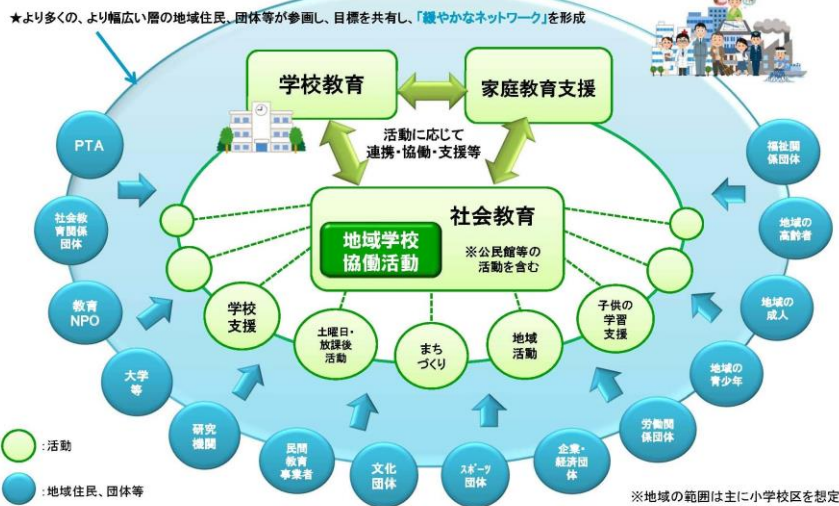 ★より多くの、より幅広い層の地域住民、団体等が参画し、目標を共有し、「緩やかなネットワーク」を形成
学校教育
家庭教育支援
活動に応じて
連携・協働・支援等
社会教育
※公民館等の
活動を含む
地域学校
協働活動
学校
支援
土曜日・
放課後
活動
まち
づくり
地域
活動
子供の
学習
支援
PTA
社会教
育関係
団体
教育
NPO
大学
等
研究
機関
民間
教育
事業者
文化
団体
スポーツ
団体
企業・
経済団
体
労働関
係団体
地域の
青少年
地域の
成人
地域の
高齢者
福祉関
係団体
:活動
:地域住民、団体等
※地域の範囲は主に小学校区を想定